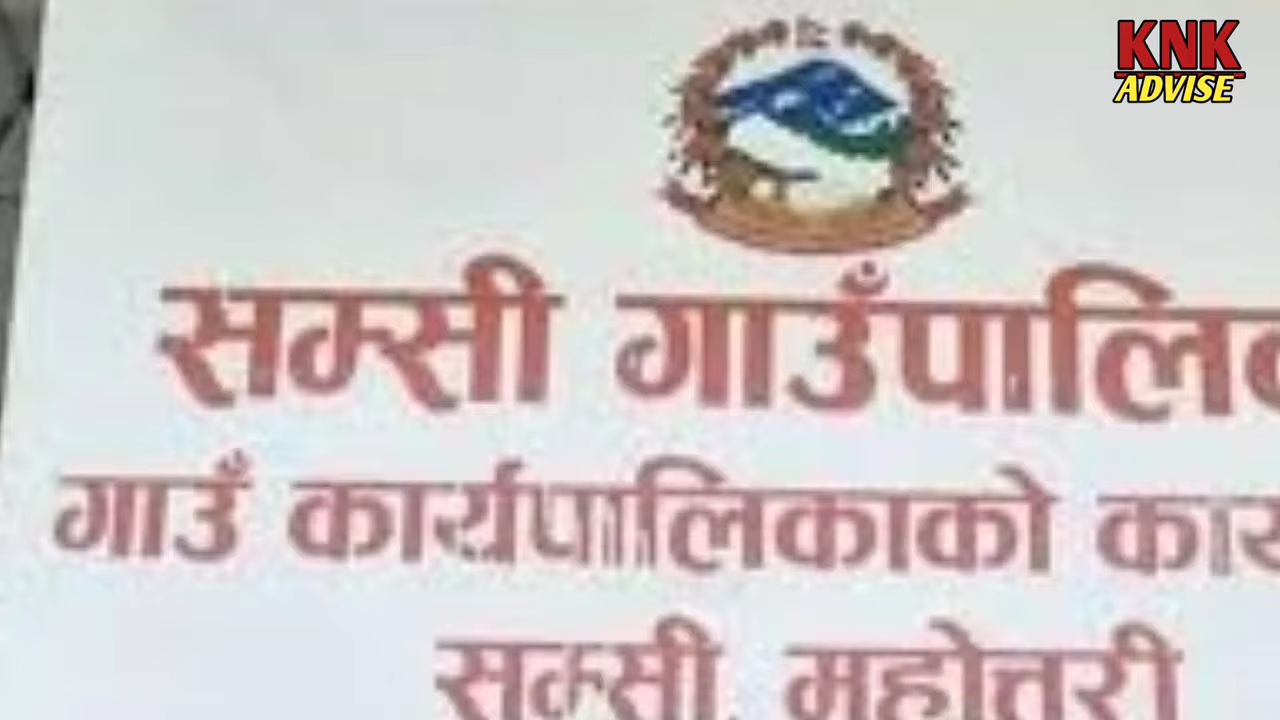 KNK
ADVISE
सम्सी गाउँपालि
गाउँ कार्यपालिकाको
सम्सी, महोत्तरी